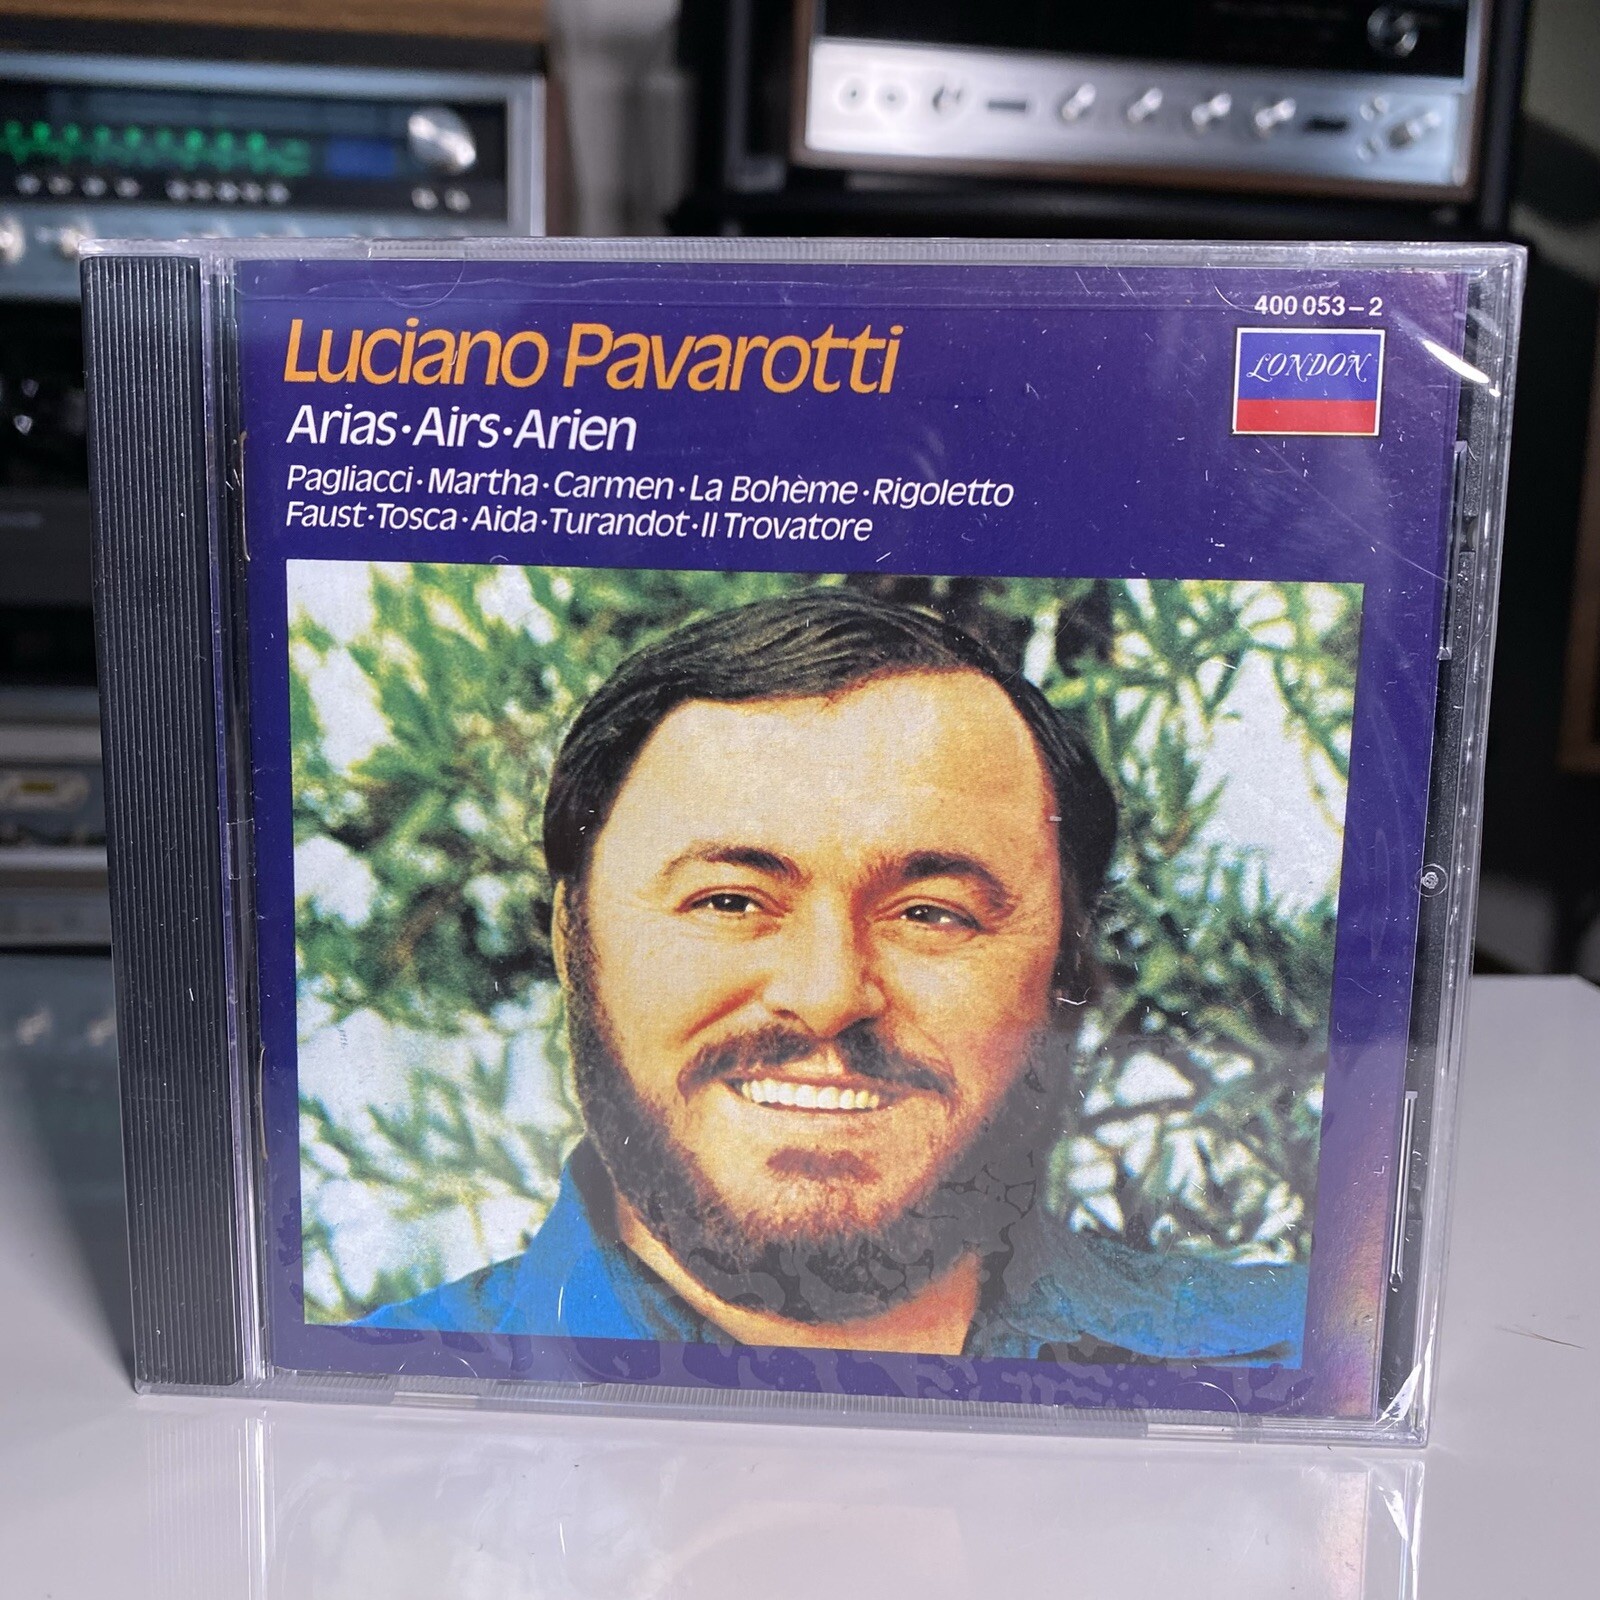 400 053-2
LONDON
Luciano Pavarotti
Arias·Airs·Arien
Pagliacci·Martha·Carmen·La Bohème·Rigoletto
Faust·Tosca·Aida·Turandot·Il Trovatore